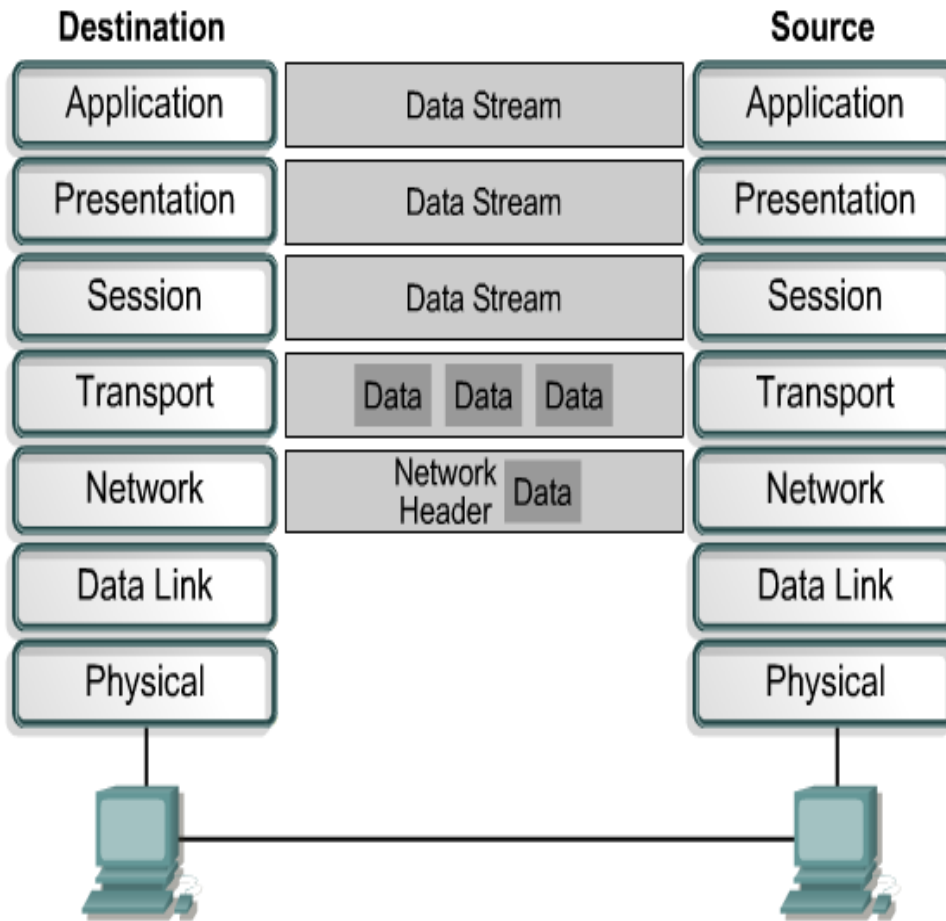 Destination Source
Application Data Stream Application
Presentation Data Stream Presentation
Session Data Stream Session
Transport Data Data Data Transport
Network Network Header Data Network
Data Link Data Link
Physical Physical